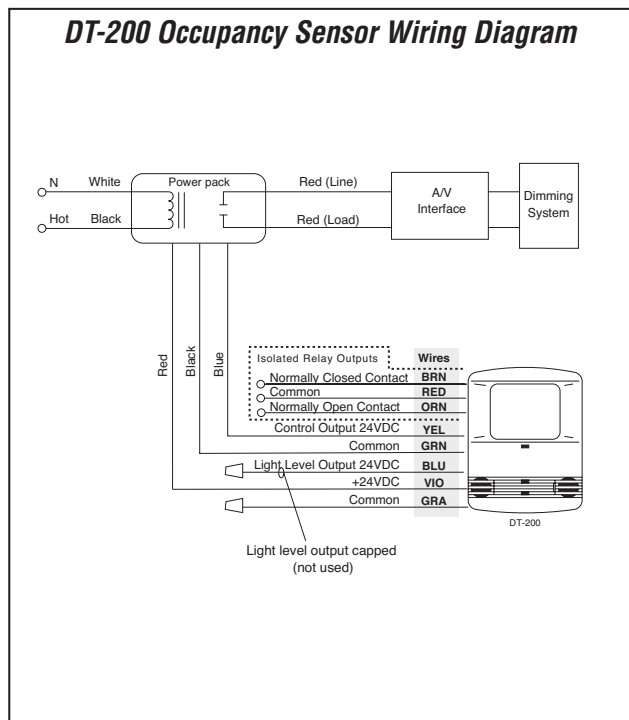 DT-200 Occupancy Sensor Wiring Diagram
N White Power pack Red (Line)
A/V
Interface
Dimming
System
Hot Black Red (Load)
Red
Black
Blue
Isolated Relay Outputs Wires
Normally Closed Contact BRN
Common RED
Normally Open Contact ORN
Control Output 24VDC YEL
Common GRN
Light Level Output 24VDC BLU
+24VDC VIO
Common GRA
DT-200
Light level output capped
(not used)